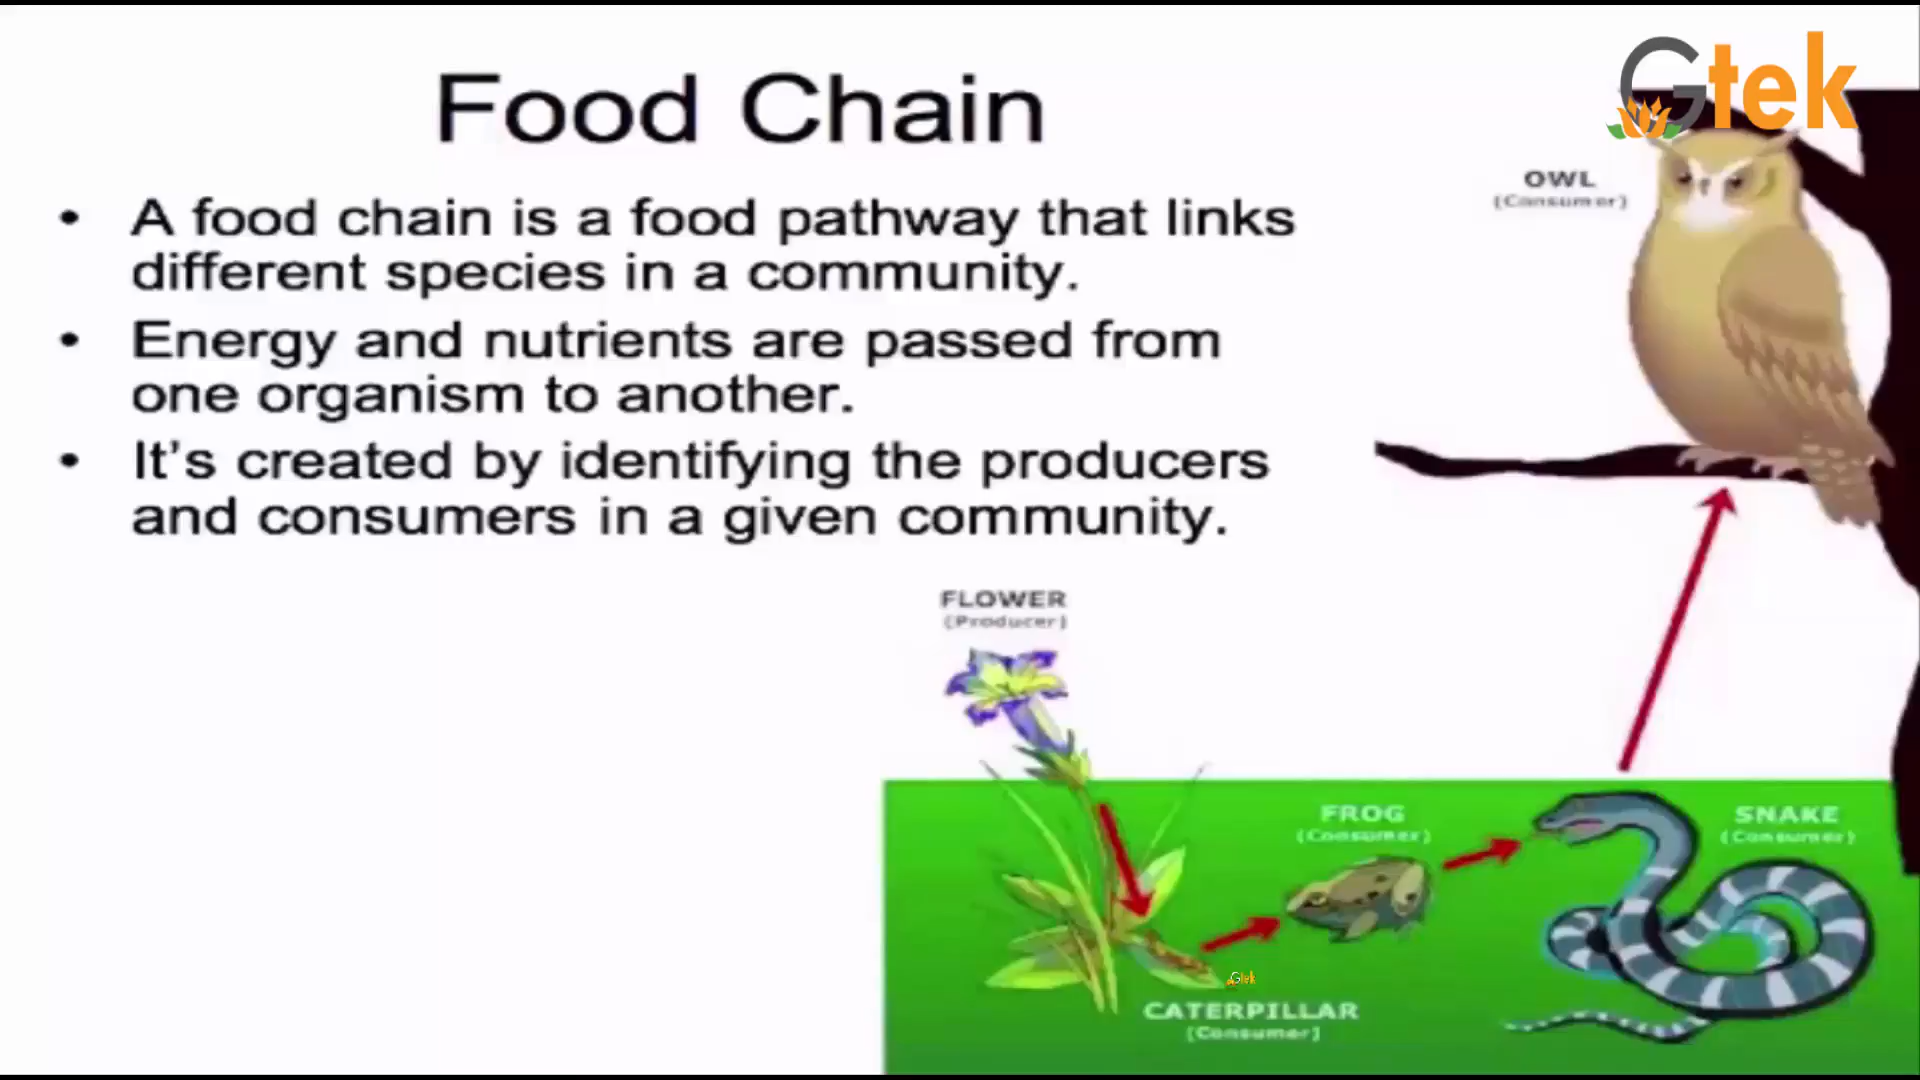 Gtek
Food Chain
• A food chain is a food pathway that links
different species in a community.
• Energy and nutrients are passed from
one organism to another.
• It's created by identifying the producers
and consumers in a given community.
OWL
(Consumer)
FLOWER
(Producer)
FROG
(Consumer)
SNAKE
(Consumer)
Gtek
CATERPILLAR
(Consumer)